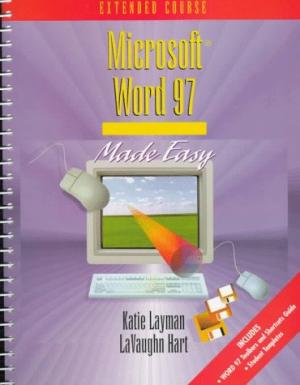 EXTENDED COURSE
Microsoft®
Word 97
Made Easy
Katie Layman
LaVaughn Hart
INCLUDES
• WORD 97 Toolbars and Shortcuts Guide
• Student Templates